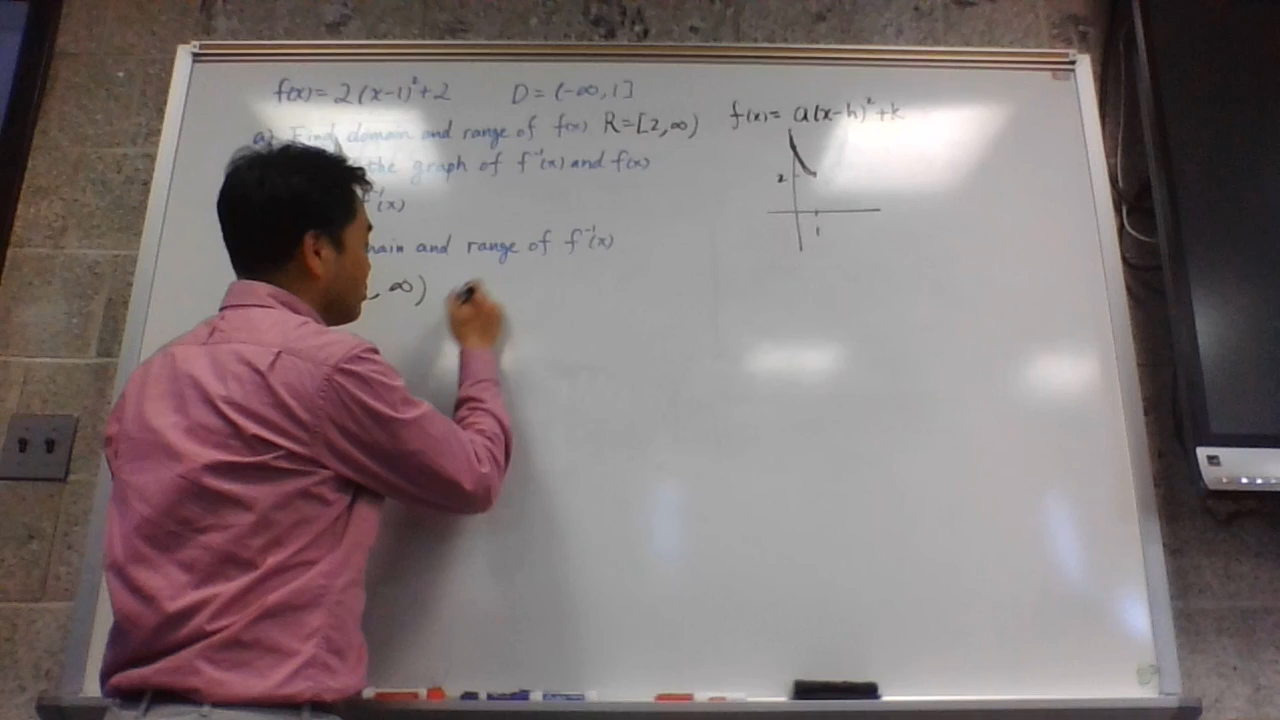 f(x) = 2(x-1)²+2 D = (-∞, 1]
a) Find domain and range of f(x) R=[2,∞)
the graph of f⁻¹(x) and f(x)
f⁻¹(x)
main and range of f⁻¹(x)
, ∞)
f(x) = a(x-h)²+k
2
1